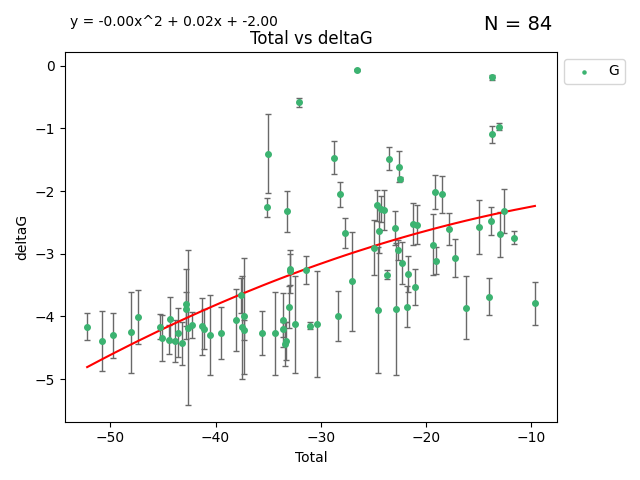 y = -0.00x^2 + 0.02x + -2.00
N = 84
Total vs deltaG
G
deltaG
0
−1
−2
−3
−4
−5
−50
−40
−30
−20
−10
Total